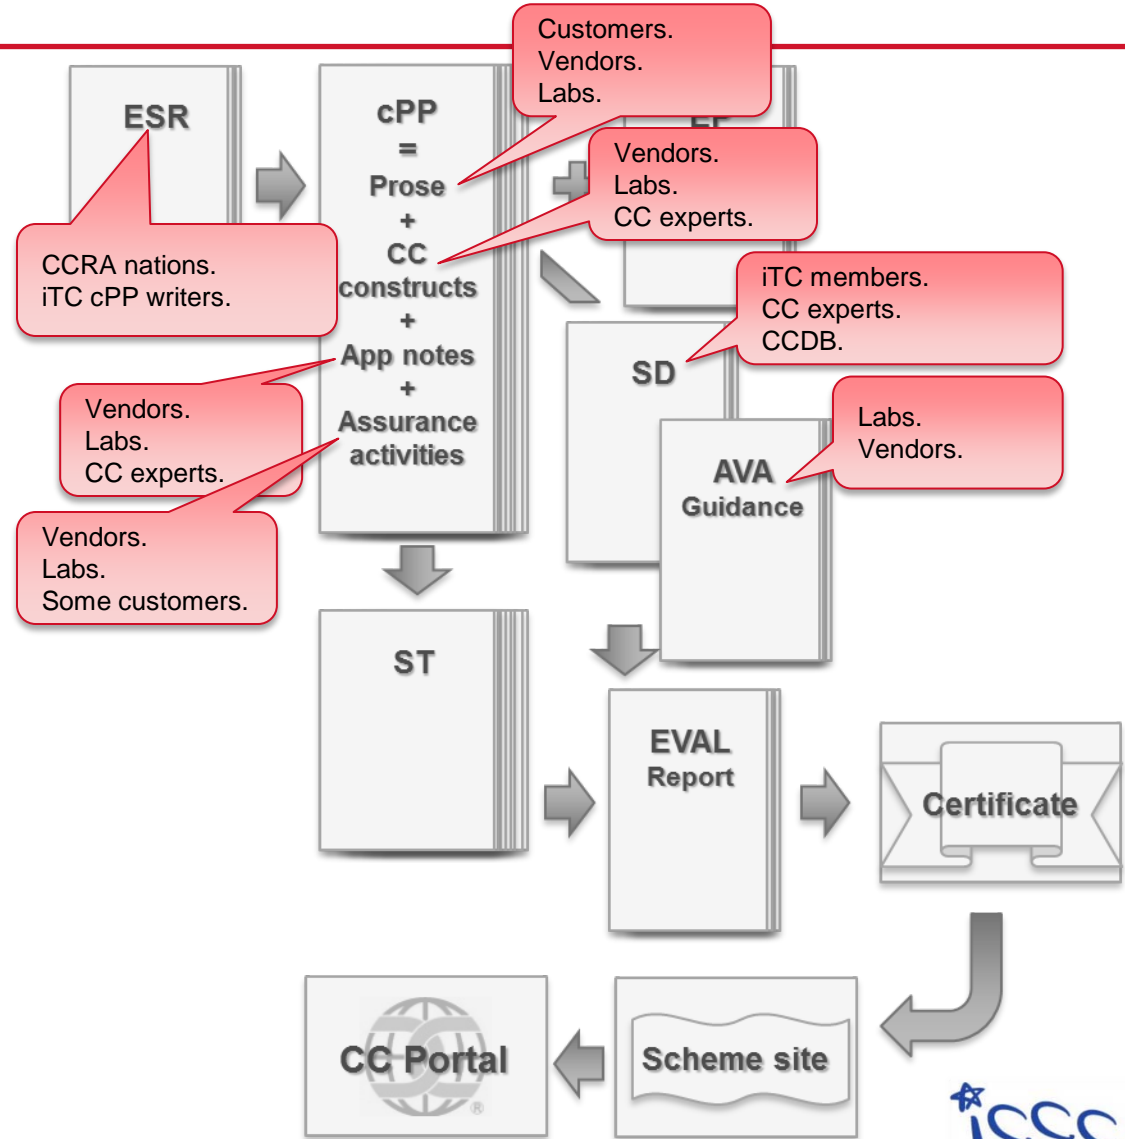 Customers.
Vendors.
Labs.
ESR
cPP
=
Prose
+
CC
constructs
+
App notes
+
Assurance
activities
Vendors.
Labs.
CC experts.
CCRA nations.
iTC cPP writers.
iTC members.
CC experts.
CCDB.
SD
Vendors.
Labs.
CC experts.
Labs.
Vendors.
AVA
Guidance
Vendors.
Labs.
Some customers.
ST
EVAL
Report
Certificate
CC Portal
®
Scheme site